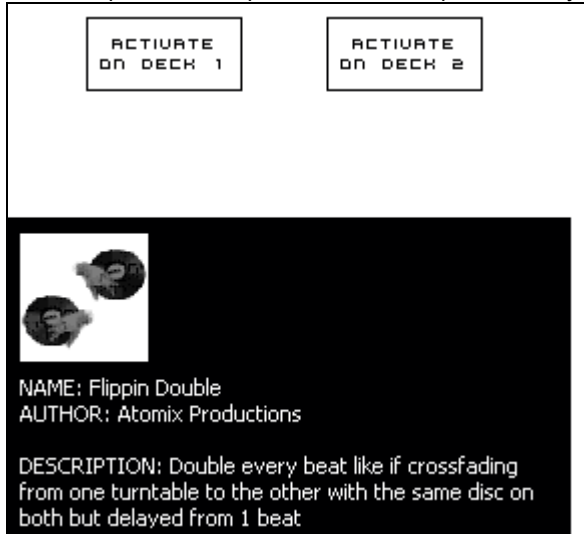 ACTIVATE
ON DECK 1
ACTIVATE
ON DECK 2
NAME: Flippin Double
AUTHOR: Atomix Productions
DESCRIPTION: Double every beat like if crossfading
from one turntable to the other with the same disc on
both but delayed from 1 beat